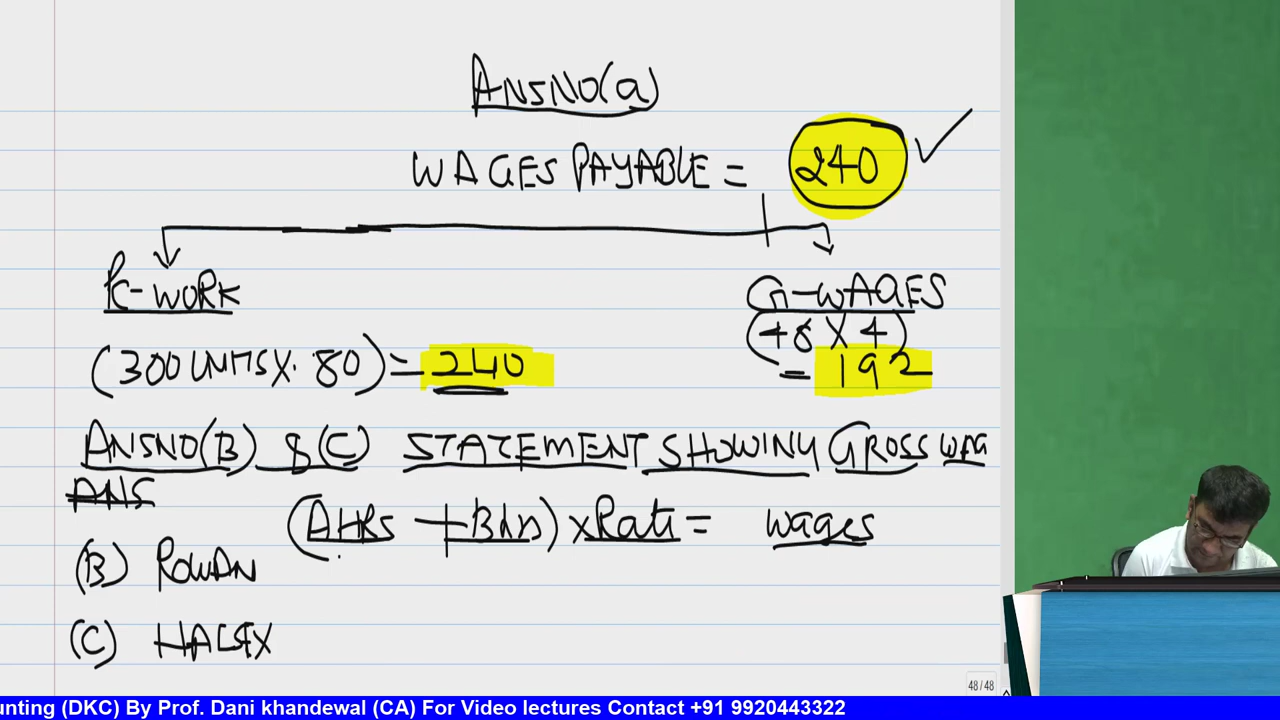 ANSNO(a)
WAGES PAYABLE = 240
PC-WORK
G-WAGES
(48 X 4)
(300 UNITS X .80) = 240
= 192
ANSNO(B) &(C) STATEMENT SHOWING GROSS WAG
ANS
(AHRS + BHrs) x Rate = wages
(B) ROWAN
(C) HALSEX
48 / 48
unting (DKC) By Prof. Dani khandewal (CA) For Video lectures Contact +91 9920443322